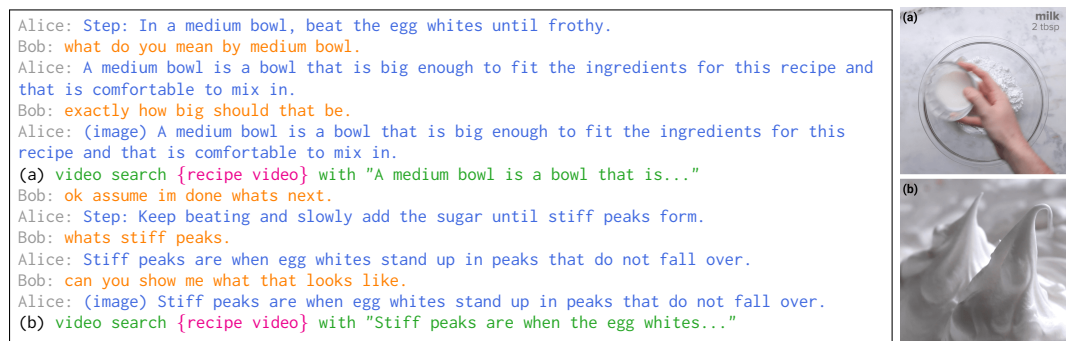 Alice: Step: In a medium bowl, beat the egg whites until frothy.
Bob: what do you mean by medium bowl.
Alice: A medium bowl is a bowl that is big enough to fit the ingredients for this recipe and
that is comfortable to mix in.
Bob: exactly how big should that be.
Alice: (image) A medium bowl is a bowl that is big enough to fit the ingredients for this
recipe and that is comfortable to mix in.
(a) video search {recipe video} with "A medium bowl is a bowl that is..."
Bob: ok assume im done whats next.
Alice: Step: Keep beating and slowly add the sugar until stiff peaks form.
Bob: whats stiff peaks.
Alice: Stiff peaks are when egg whites stand up in peaks that do not fall over.
Bob: can you show me what that looks like.
Alice: (image) Stiff peaks are when egg whites stand up in peaks that do not fall over.
(b) video search {recipe video} with "Stiff peaks are when the egg whites..."
(a)
milk
2 tbsp
(b)